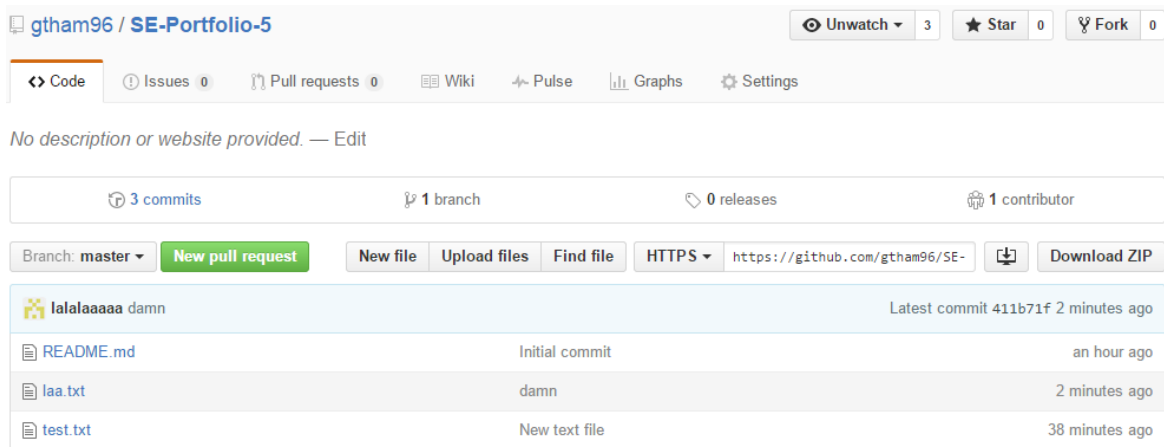 gtham96 / SE-Portfolio-5 Unwatch 3 Star 0 Fork 0
Code Issues 0 Pull requests 0 Wiki Pulse Graphs Settings
No description or website provided. — Edit
3 commits 1 branch 0 releases 1 contributor
Branch: master New pull request New file Upload files Find file HTTPS https://github.com/gtham96/SE- Download ZIP
lalalaaaaa damn Latest commit 411b71f 2 minutes ago
README.md Initial commit an hour ago
laa.txt damn 2 minutes ago
test.txt New text file 38 minutes ago